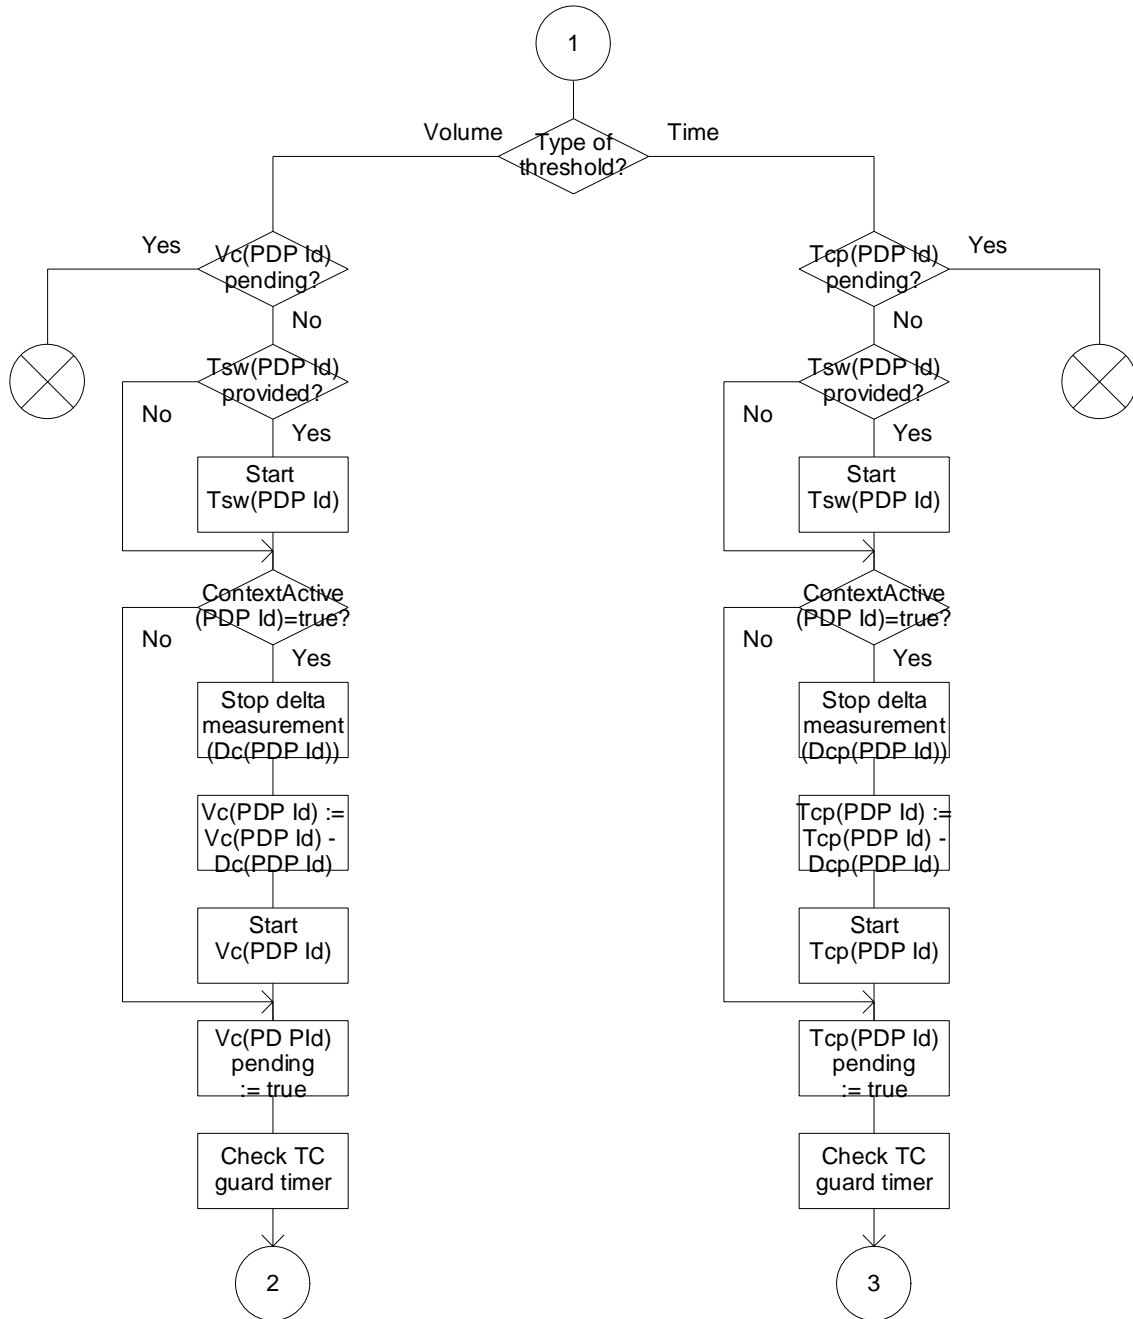 1
Volume
Type of
threshold?
Time
Yes
Vc(PDP Id)
pending?
No
Tcp(PDP Id)
pending?
Yes
No
Tsw(PDP Id)
provided?
No
Yes
Tsw(PDP Id)
provided?
No
Yes
Start
Tsw(PDP Id)
Start
Tsw(PDP Id)
ContextActive
(PDP Id)=true?
No
Yes
ContextActive
(PDP Id)=true?
No
Yes
Stop delta
measurement
(Dc(PDP Id))
Stop delta
measurement
(Dcp(PDP Id))
Vc(PDP Id) :=
Vc(PDP Id) -
Dc(PDP Id)
Tcp(PDP Id) :=
Tcp(PDP Id) -
Dcp(PDP Id)
Start
Vc(PDP Id)
Start
Tcp(PDP Id)
Vc(PD PId)
pending
:= true
Tcp(PDP Id)
pending
:= true
Check TC
guard timer
Check TC
guard timer
2
3